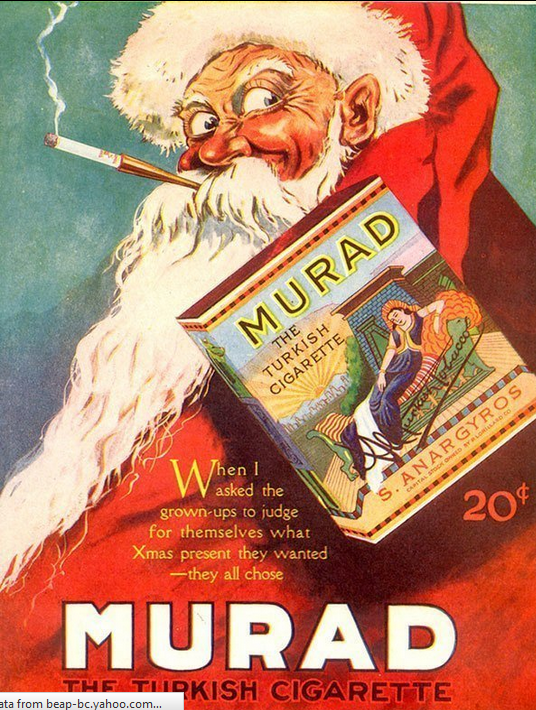 MURAD
THE
TURKISH
CIGARETTE
S. ANARGYROS
20¢
When I
asked the
grown-ups to judge
for themselves what
Xmas present they wanted
—they all chose
MURAD
THE TURKISH CIGARETTE
ata from beap-bc.yahoo.com...